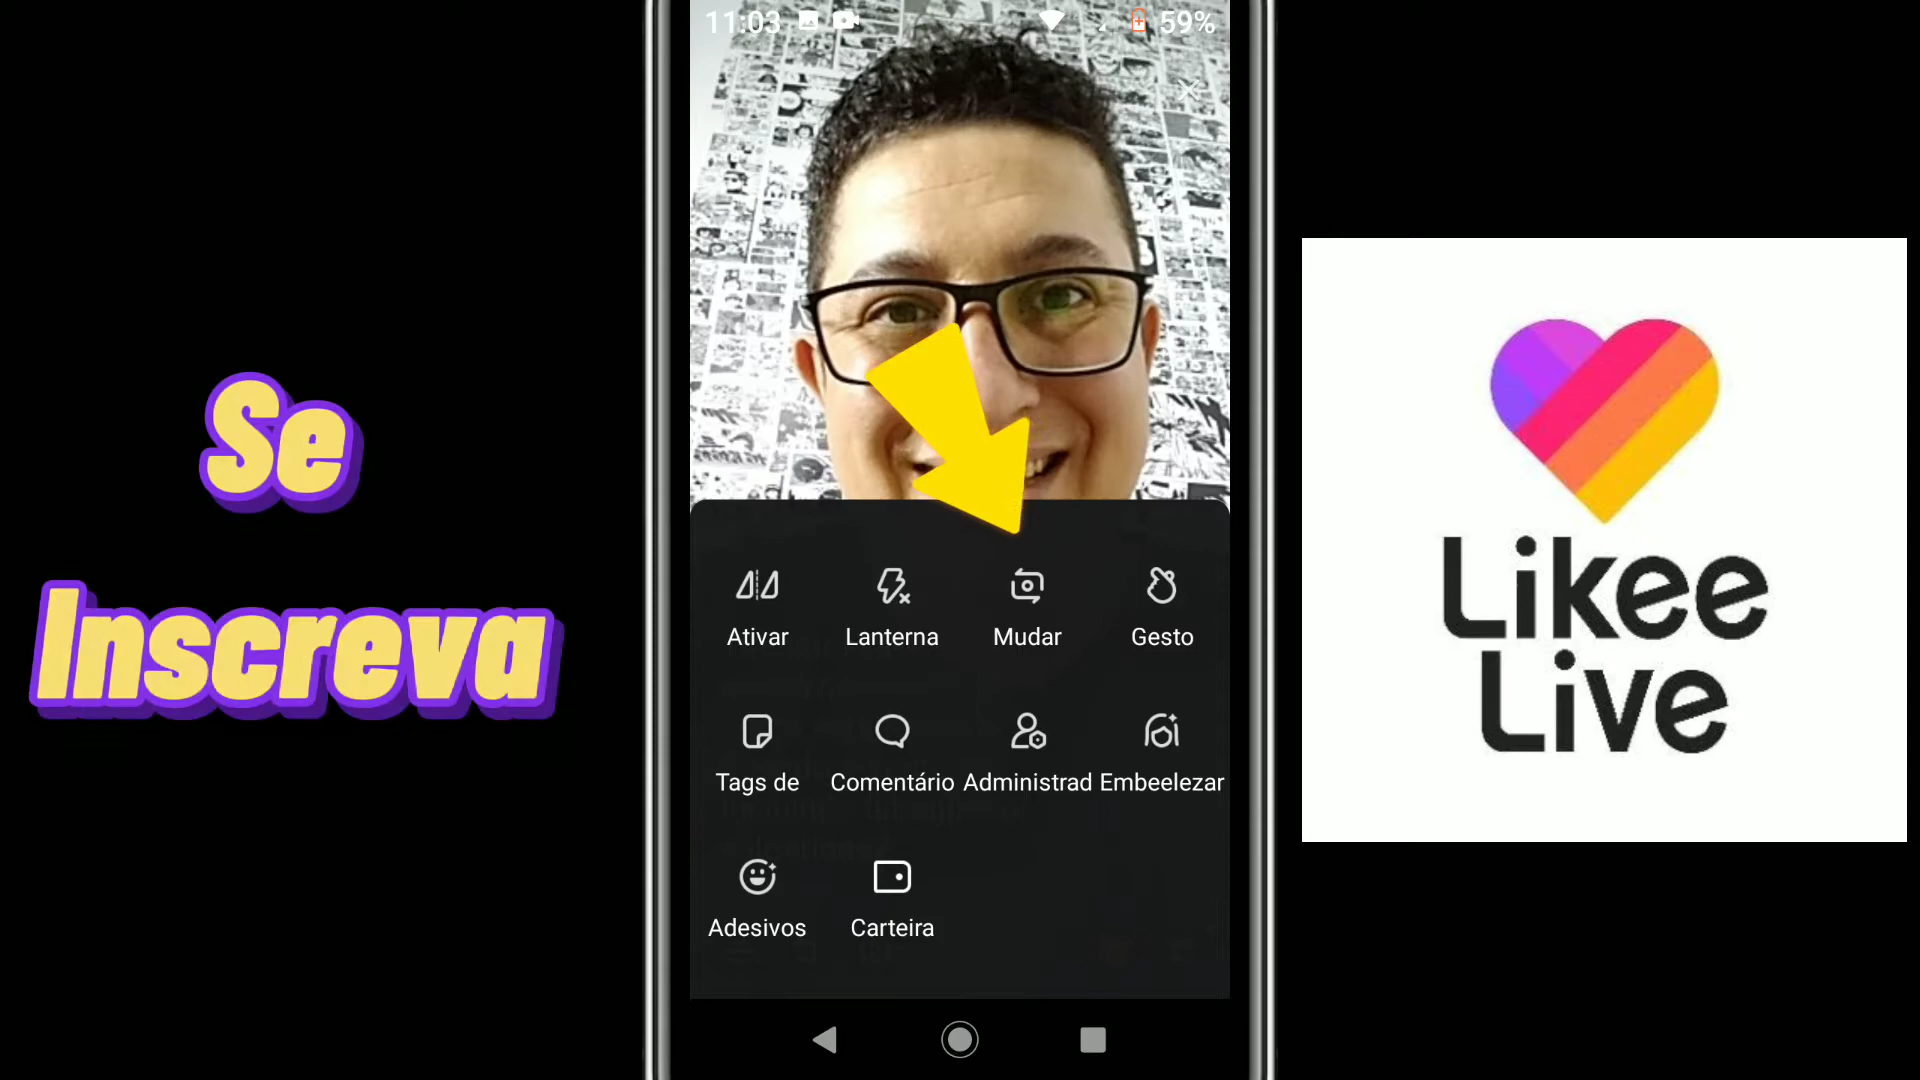 11:03
59%
Se
Inscreva
Ativar
Lanterna
Mudar
Gesto
Tags de
Comentário
Administrad
Embeelezar
Adesivos
Carteira
Likee
Live